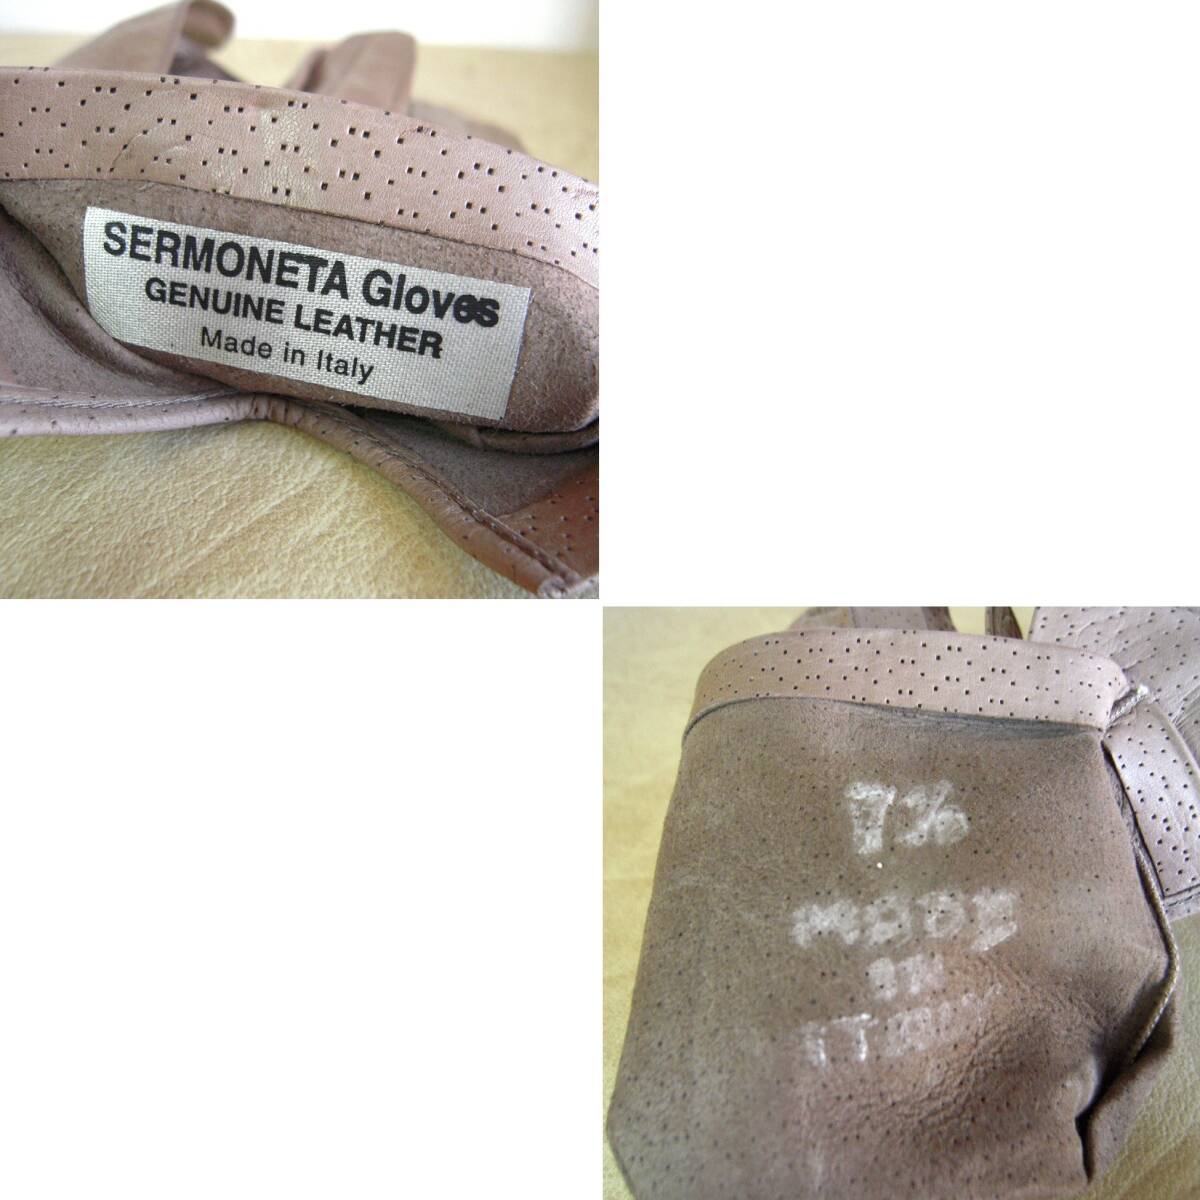 SERMONETA Gloves
GENUINE LEATHER
Made in Italy
7½
MADE
IN
ITALY